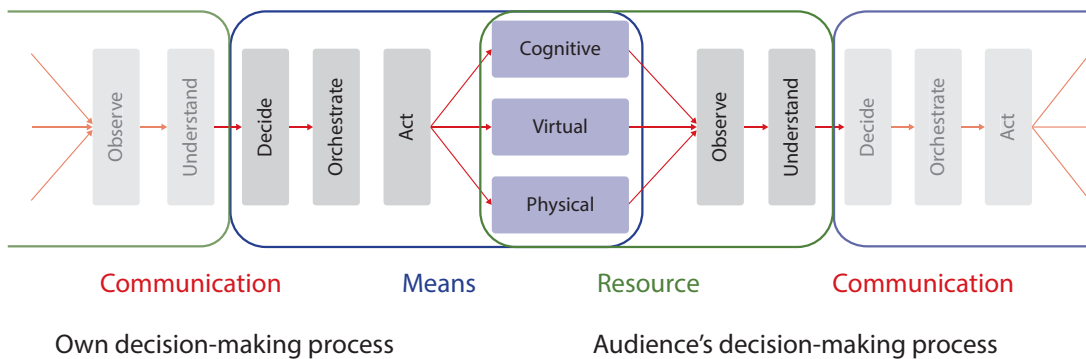 Observe
Understand
Decide
Orchestrate
Act
Cognitive
Virtual
Physical
Observe
Understand
Decide
Orchestrate
Act
Communication
Means
Resource
Communication
Own decision-making process
Audience's decision-making process